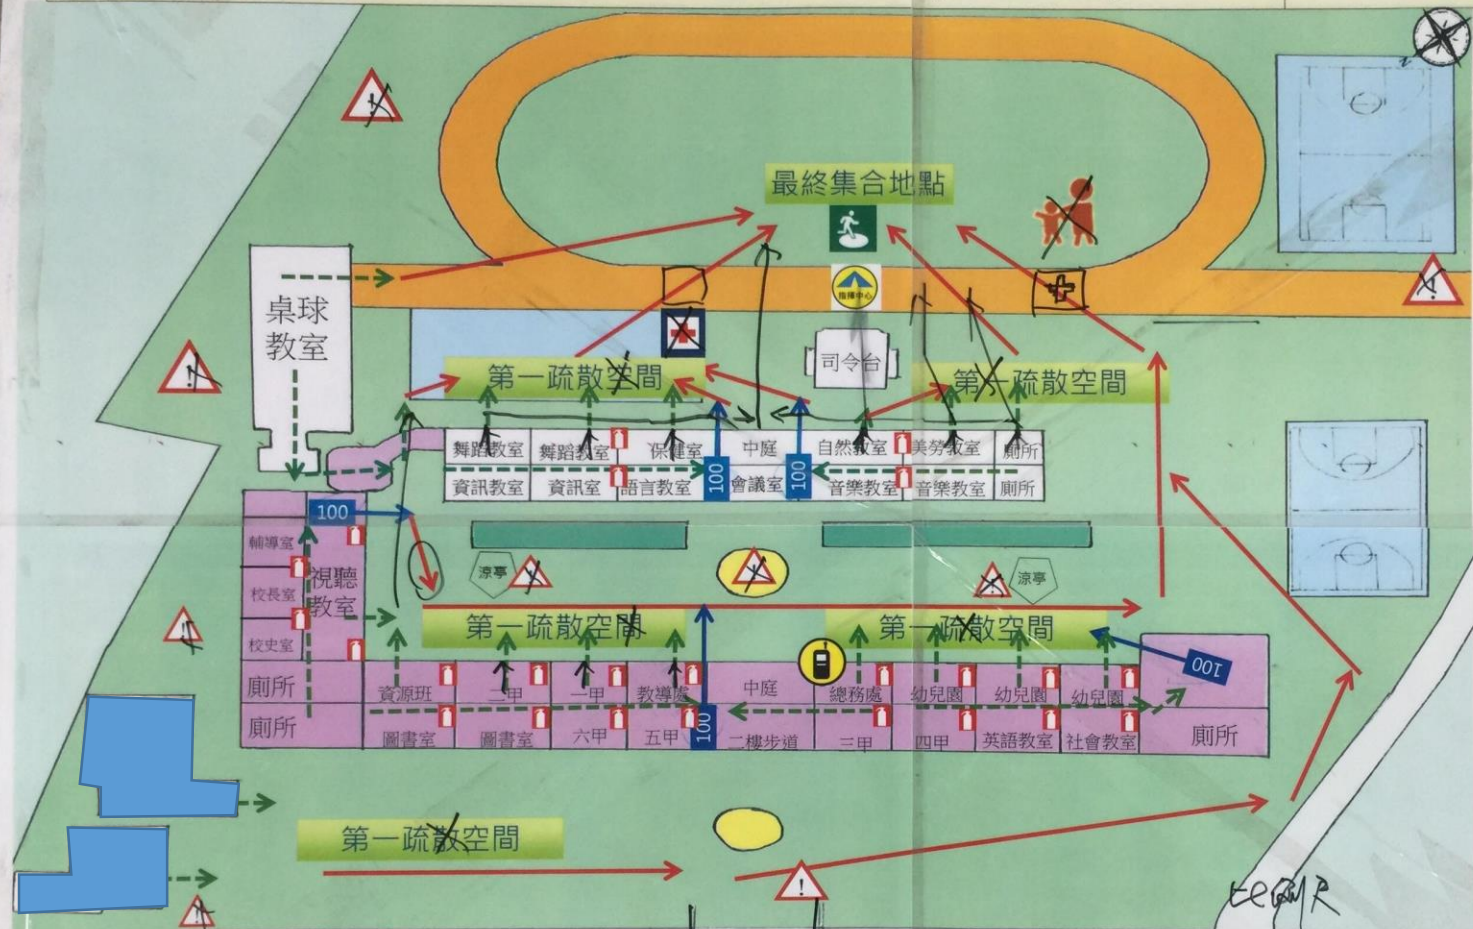 最終集合地點
指揮中心
桌球
教室
司令台
第一疏散空間
第一疏散空間
舞蹈教室
舞蹈教室
保健室
中庭
自然教室
美勞教室
廁所
資訊教室
資訊室
語言教室
100
會議室
100
音樂教室
音樂教室
廁所
100
輔導室
視聽
教室
校長室
校史室
涼亭
涼亭
第一疏散空間
第一疏散空間
廁所
資源班
二甲
一甲
教導處
中庭
總務處
幼兒園
幼兒園
幼兒園
100
廁所
圖書室
圖書室
六甲
五甲
100
二樓步道
三甲
四甲
英語教室
社會教室
廁所
第一疏散空間
比例尺